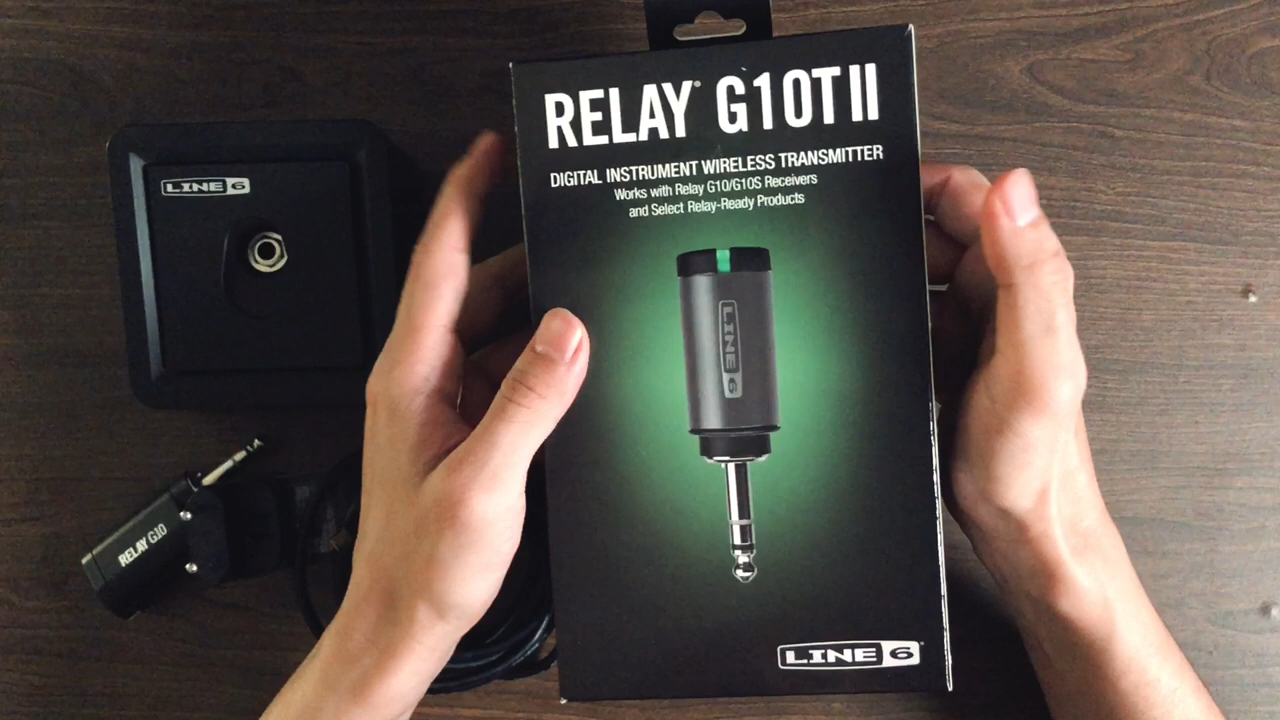 RELAY® G10TII
DIGITAL INSTRUMENT WIRELESS TRANSMITTER
Works with Relay G10/G10S Receivers
and Select Relay-Ready Products
LINE 6
LINE 6
LINE 6
RELAY G10